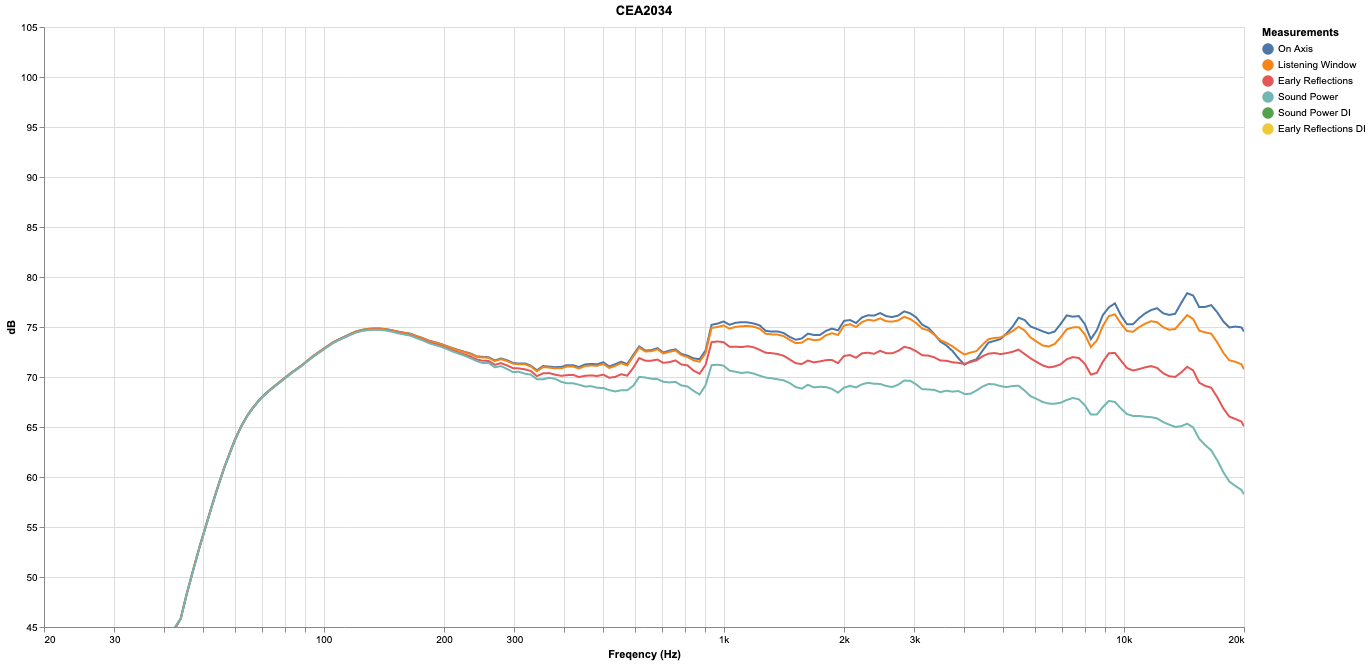 CEA2034
105
100
95
90
85
80
75
70
65
60
55
50
45
dB
20 30 100 200 300 1k 2k 3k 10k 20k
Freqency (Hz)
Measurements
On Axis
Listening Window
Early Reflections
Sound Power
Sound Power DI
Early Reflections DI